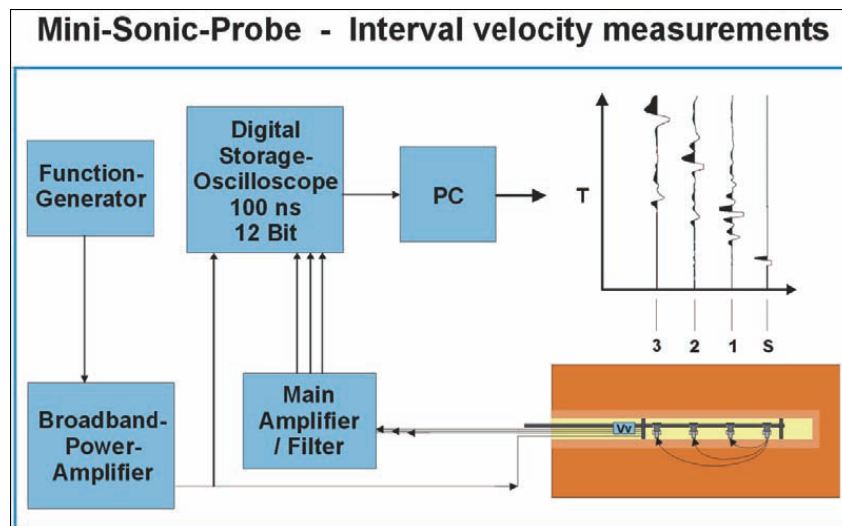 Mini-Sonic-Probe - Interval velocity measurements
Function-
Generator
Digital
Storage-
Oscilloscope
100 ns
12 Bit
PC
T
3 2 1 S
Broadband-
Power-
Amplifier
Main
Amplifier
/ Filter
Vv